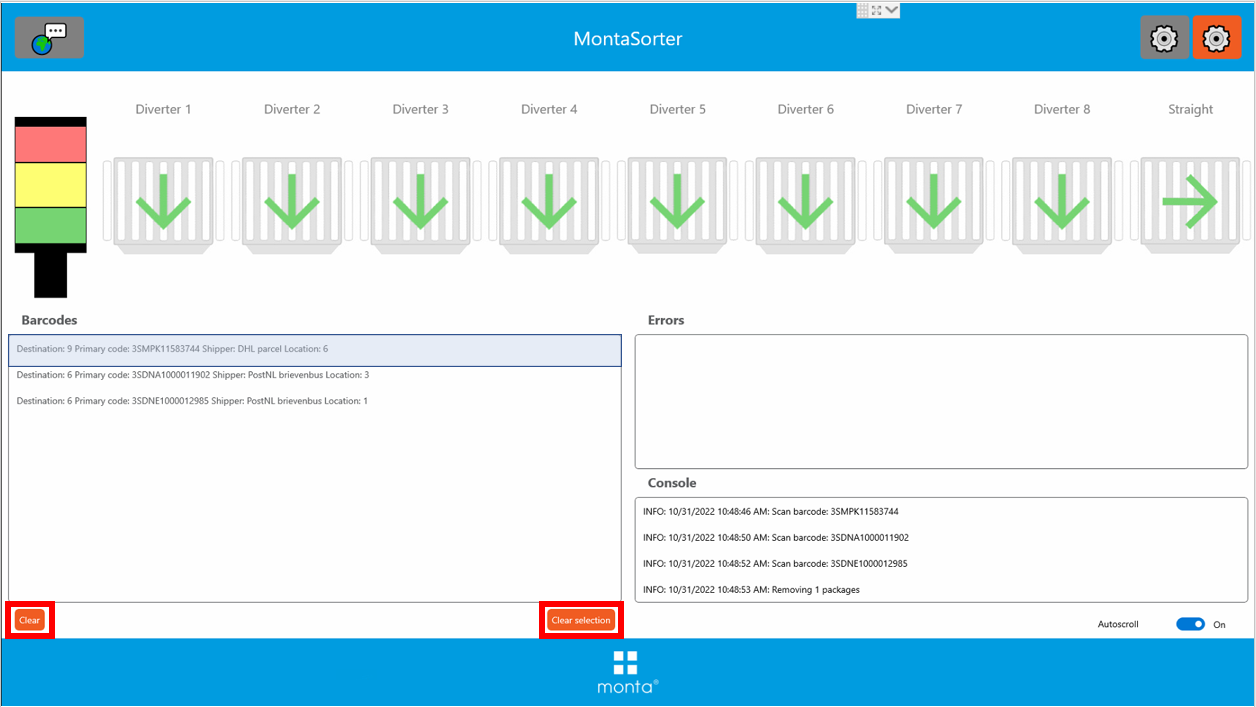 MontaSorter
Diverter 1
Diverter 2
Diverter 3
Diverter 4
Diverter 5
Diverter 6
Diverter 7
Diverter 8
Straight
Barcodes
Destination: 9 Primary code: 3SMPK11583744 Shipper: DHL parcel Location: 6
Destination: 6 Primary code: 3SDNA1000011902 Shipper: PostNL brievenbus Location: 3
Destination: 6 Primary code: 3SDNE1000012985 Shipper: PostNL brievenbus Location: 1
Clear
Clear selection
Errors
Console
INFO: 10/31/2022 10:48:46 AM: Scan barcode: 3SMPK11583744
INFO: 10/31/2022 10:48:50 AM: Scan barcode: 3SDNA1000011902
INFO: 10/31/2022 10:48:52 AM: Scan barcode: 3SDNE1000012985
INFO: 10/31/2022 10:48:53 AM: Removing 1 packages
Autoscroll
On
monta®